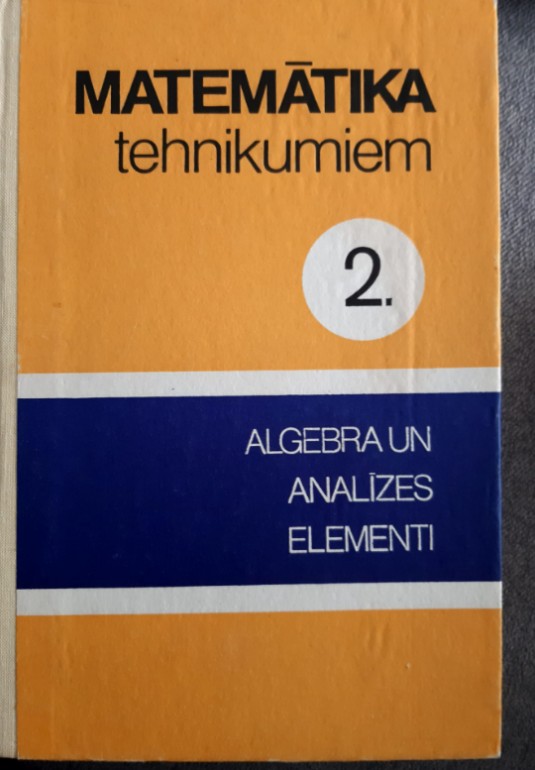 MATEMĀTIKA
tehnikumiem
2.
ALGEBRA UN
ANALĪZES
ELEMENTI